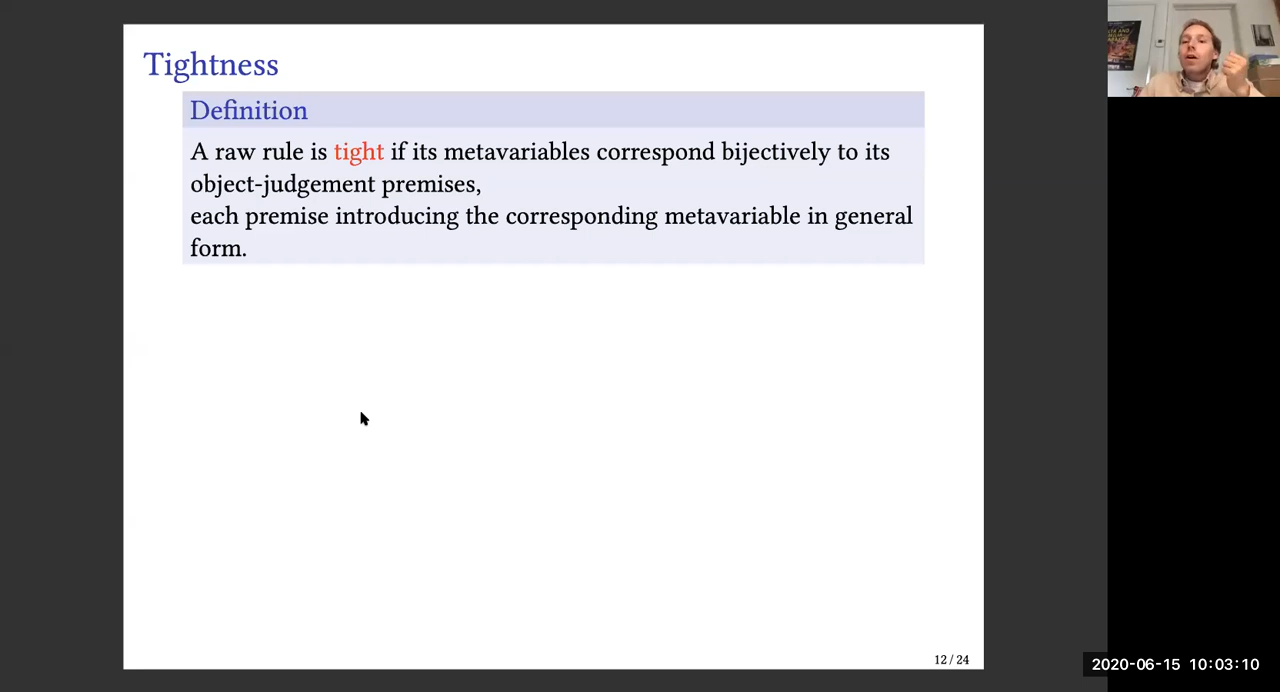 Tightness
Definition
A raw rule is tight if its metavariables correspond bijectively to its
object-judgement premises,
each premise introducing the corresponding metavariable in general
form.
12 / 24
2020-06-15 10:03:10